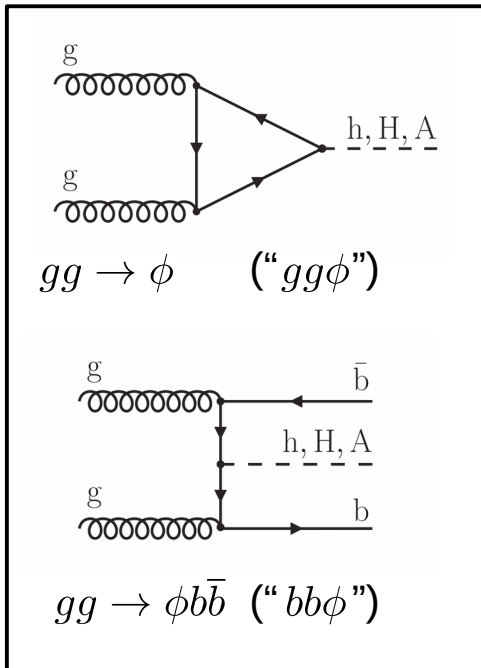 g
h, H, A
g
gg → ϕ (“ggϕ”)
g
b̄
h, H, A
g
b
gg → ϕbb̄ (“bbϕ”)